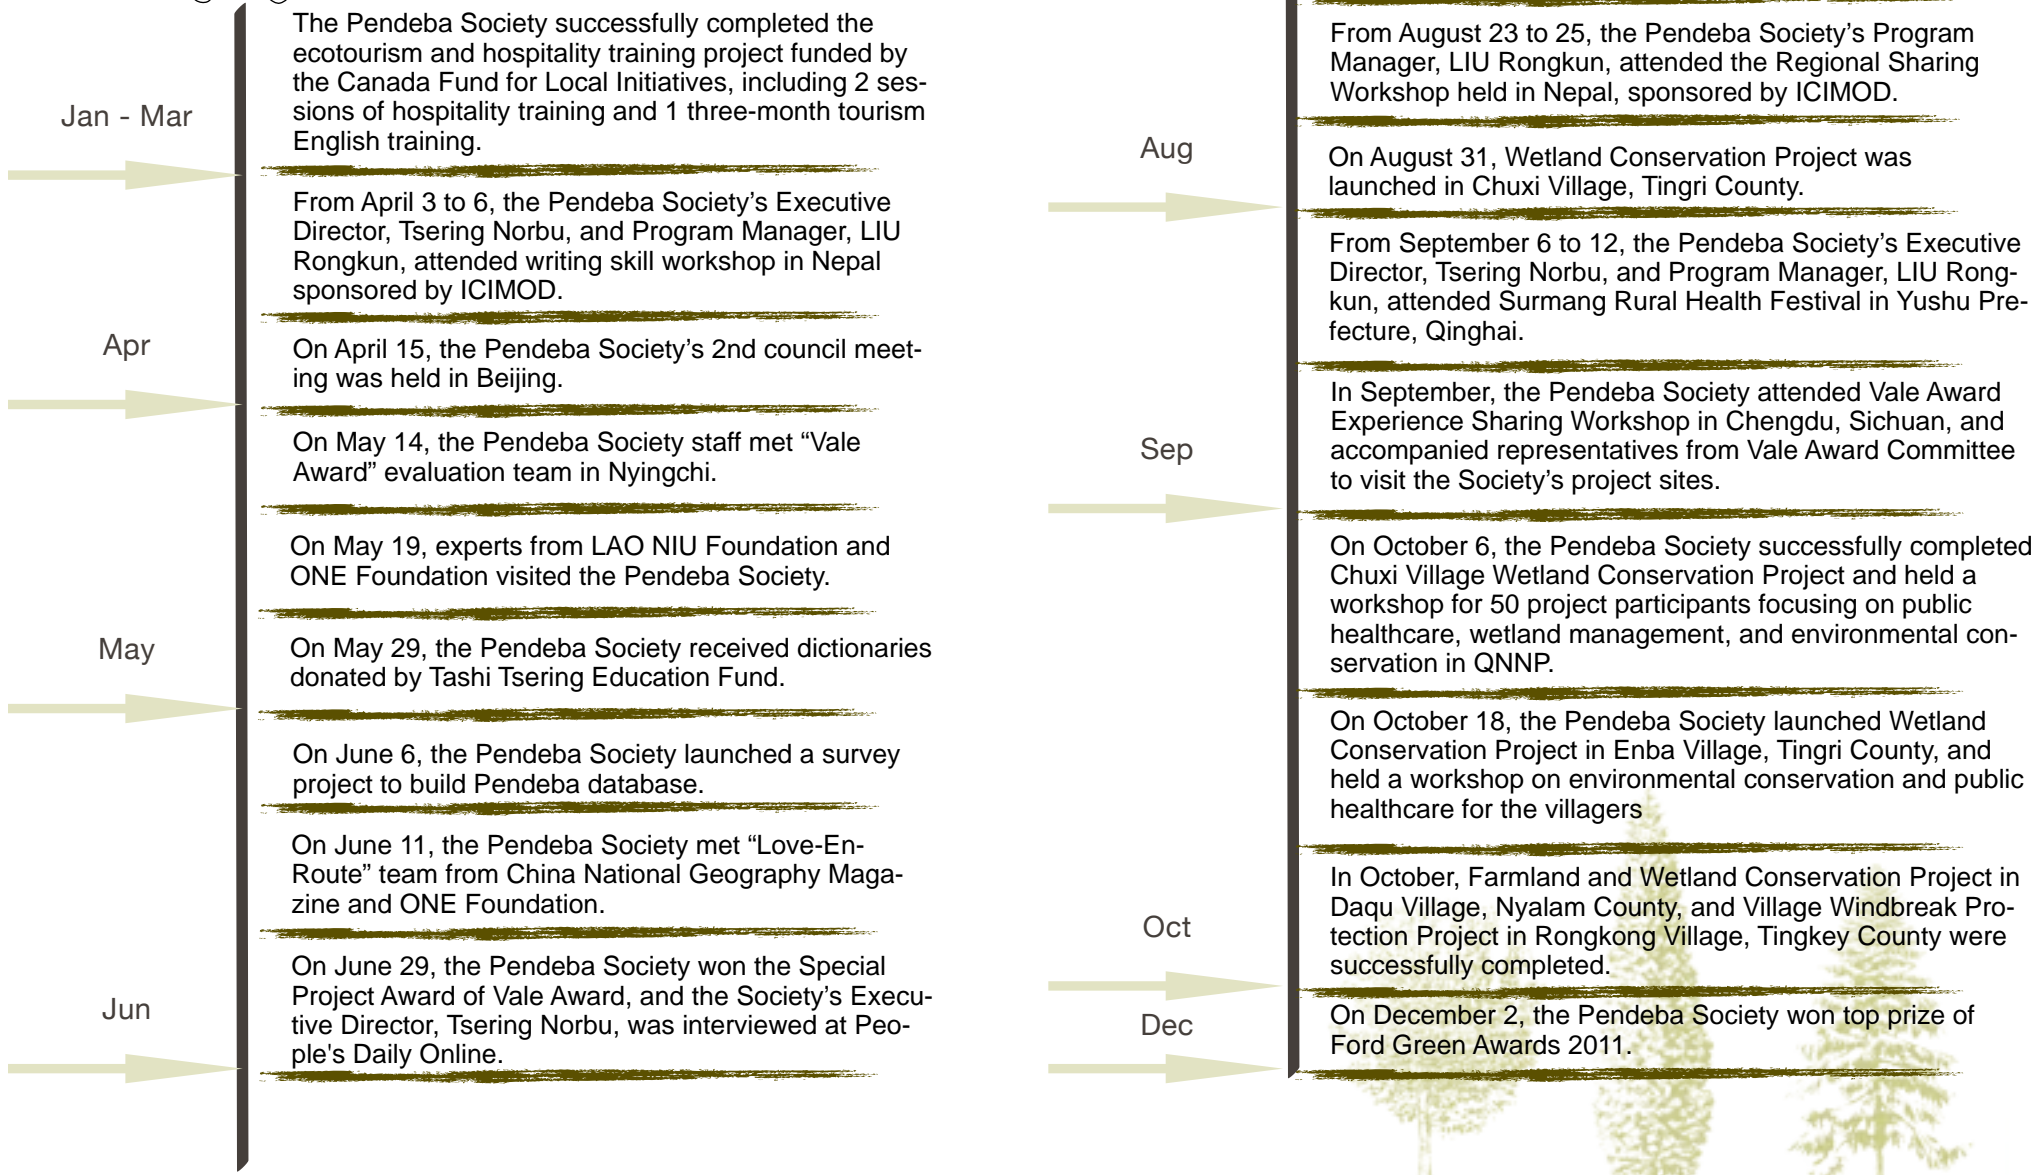 Jan - Mar
The Pendeba Society successfully completed the
ecotourism and hospitality training project funded by
the Canada Fund for Local Initiatives, including 2 ses-
sions of hospitality training and 1 three-month tourism
English training.
Apr
From April 3 to 6, the Pendeba Society’s Executive
Director, Tsering Norbu, and Program Manager, LIU
Rongkun, attended writing skill workshop in Nepal
sponsored by ICIMOD.
On April 15, the Pendeba Society’s 2nd council meet-
ing was held in Beijing.
May
On May 14, the Pendeba Society staff met “Vale
Award” evaluation team in Nyingchi.
On May 19, experts from LAO NIU Foundation and
ONE Foundation visited the Pendeba Society.
On May 29, the Pendeba Society received dictionaries
donated by Tashi Tsering Education Fund.
Jun
On June 6, the Pendeba Society launched a survey
project to build Pendeba database.
On June 11, the Pendeba Society met “Love-En-
Route” team from China National Geography Maga-
zine and ONE Foundation.
On June 29, the Pendeba Society won the Special
Project Award of Vale Award, and the Society’s Execu-
tive Director, Tsering Norbu, was interviewed at Peo-
ple's Daily Online.
Aug
From August 23 to 25, the Pendeba Society’s Program
Manager, LIU Rongkun, attended the Regional Sharing
Workshop held in Nepal, sponsored by ICIMOD.
On August 31, Wetland Conservation Project was
launched in Chuxi Village, Tingri County.
Sep
From September 6 to 12, the Pendeba Society’s Executive
Director, Tsering Norbu, and Program Manager, LIU Rong-
kun, attended Surmang Rural Health Festival in Yushu Pre-
fecture, Qinghai.
In September, the Pendeba Society attended Vale Award
Experience Sharing Workshop in Chengdu, Sichuan, and
accompanied representatives from Vale Award Committee
to visit the Society’s project sites.
Oct
On October 6, the Pendeba Society successfully completed
Chuxi Village Wetland Conservation Project and held a
workshop for 50 project participants focusing on public
healthcare, wetland management, and environmental con-
servation in QNNP.
On October 18, the Pendeba Society launched Wetland
Conservation Project in Enba Village, Tingri County, and
held a workshop on environmental conservation and public
healthcare for the villagers
In October, Farmland and Wetland Conservation Project in
Daqu Village, Nyalam County, and Village Windbreak Pro-
tection Project in Rongkong Village, Tingkey County were
successfully completed.
Dec
On December 2, the Pendeba Society won top prize of
Ford Green Awards 2011.